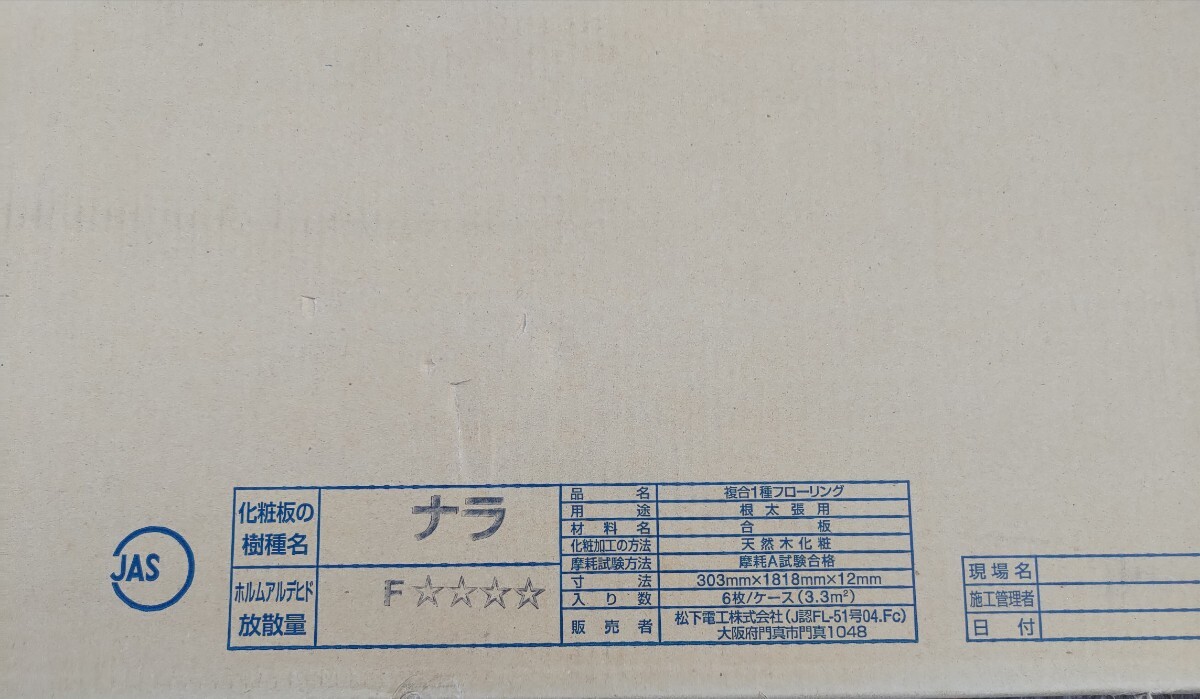 JAS
化粧板の
樹種名
ナラ
ホルムアルデヒド
放散量
F☆☆☆☆
品名 複合1種フローリング
用途 根太張用
材料名 合板
化粧加工の方法 天然木化粧
摩耗試験方法 摩耗A試験合格
寸法 303mm×1818mm×12mm
入り数 6枚/ケース(3.3m²)
販売者 松下電工株式会社(J認FL-51号04.Fc)
大阪府門真市門真1048
現場名
施工管理者
日付